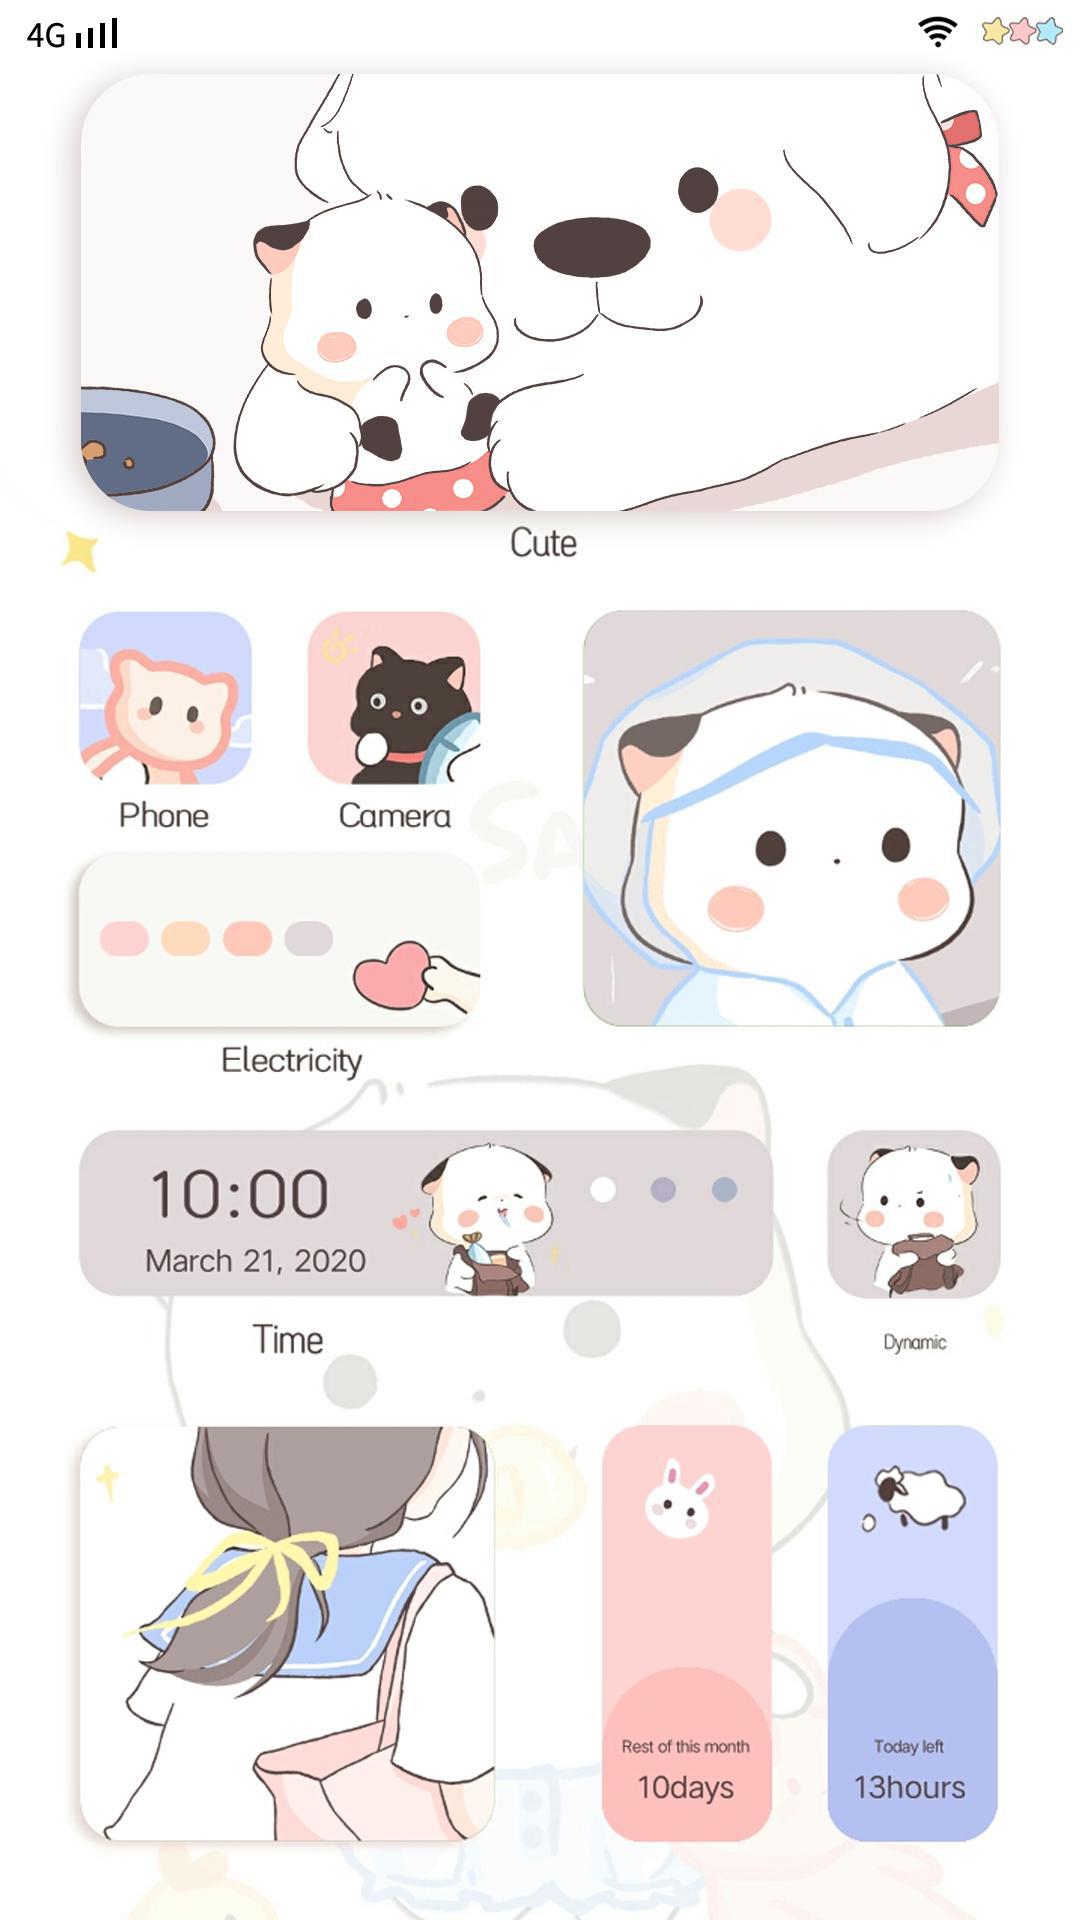 4G
Cute
Phone
Camera
SA
Electricity
10:00
March 21, 2020
Time
Dynamic
Rest of this month
10days
Today left
13hours